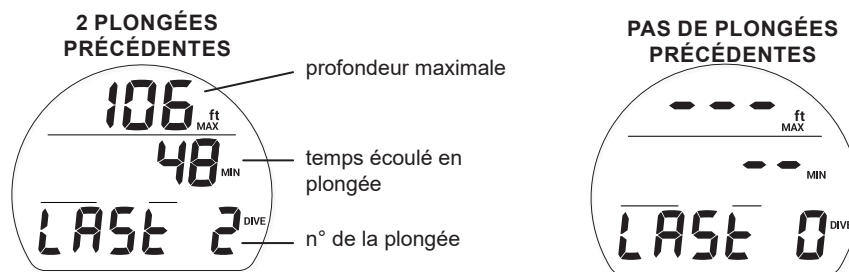 2 PLONGÉES
PRÉCÉDENTES
106 ft
MAX
48 MIN
LASt 2 DIVE
profondeur maximale
temps écoulé en
plongée
n° de la plongée
PAS DE PLONGÉES
PRÉCÉDENTES
--- ft
MAX
-- MIN
LASt 0 DIVE